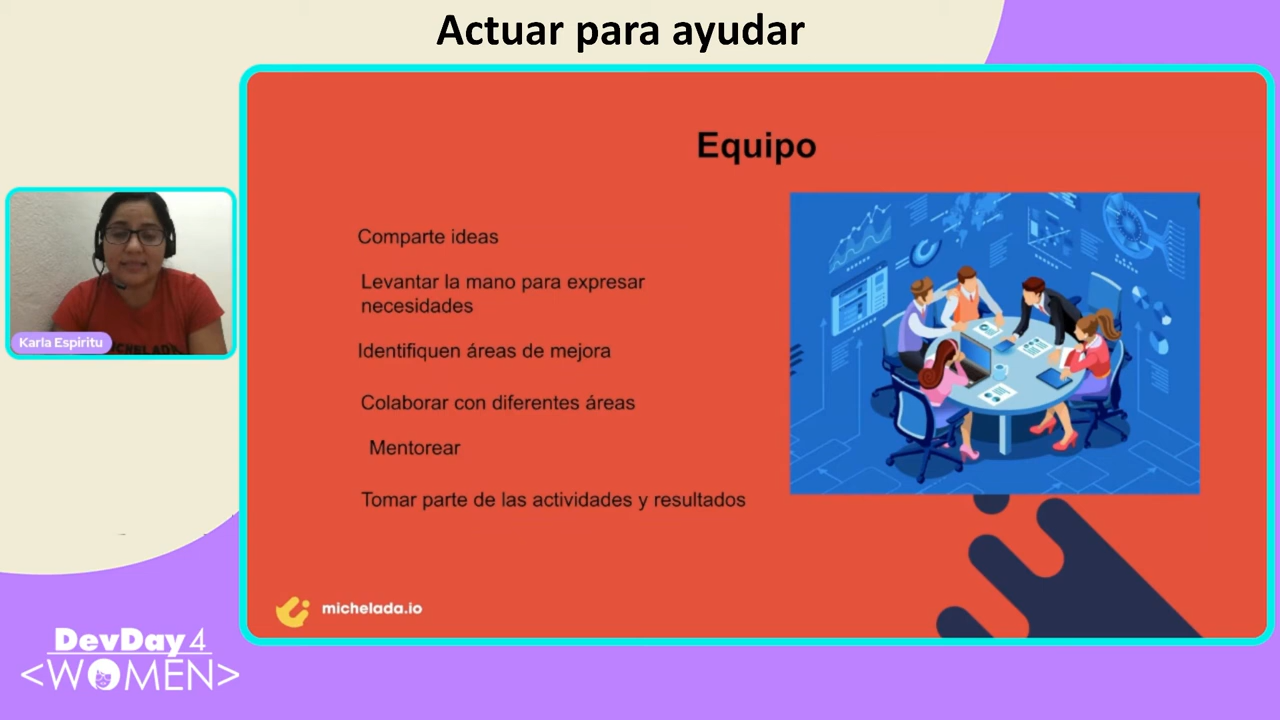 Actuar para ayudar
Equipo
Comparte ideas
Levantar la mano para expresar
necesidades
Identifiquen áreas de mejora
Colaborar con diferentes áreas
Mentorear
Tomar parte de las actividades y resultados
michelada.io
Karla Espiritu
DevDay4
<WOMEN>